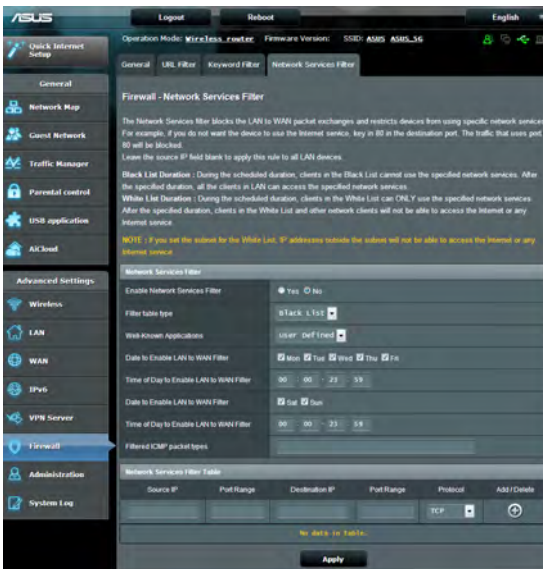 ASUS
Logout
Reboot
English
Quick Internet Setup
Operation Mode: Wireless router Firmware Version: SSID: ASUS ASUS_5G
General
URL Filter
Keyword Filter
Network Services Filter
General
Network Map
Guest Network
Traffic Manager
Parental control
USB application
AiCloud
Advanced Settings
Wireless
LAN
WAN
IPv6
VPN Server
Firewall
Administration
System Log
Firewall - Network Services Filter
The Network Services filter blocks the LAN to WAN packet exchanges and restricts devices from using specific network services.
For example, if you do not want the device to use the Internet service, key in 80 in the destination port. The traffic that uses port
80 will be blocked.
Leave the source IP field blank to apply this rule to all LAN devices.
Black List Duration : During the scheduled duration, clients in the Black List cannot use the specified network services. After
the specified duration, all the clients in LAN can access the specified network services.
White List Duration : During the scheduled duration, clients in the White List can ONLY use the specified network services.
After the specified duration, clients in the White List and other network clients will not be able to access the Internet or any
Internet service.
NOTE : If you set the subnet for the White List, IP addresses outside the subnet will not be able to access the Internet or any
Internet service.
Network Services Filter
Enable Network Services Filter
Yes No
Filter table type
Black List
Well-Known Applications
User Defined
Date to Enable LAN to WAN Filter
Mon Tue Wed Thu Fri
Time of Day to Enable LAN to WAN Filter
00 : 00 - 23 : 59
Date to Enable LAN to WAN Filter
Sat Sun
Time of Day to Enable LAN to WAN Filter
00 : 00 - 23 : 59
Filtered ICMP packet types
Network Services Filter Table
Source IP
Port Range
Destination IP
Port Range
Protocol
Add / Delete
TCP
No data in table.
Apply